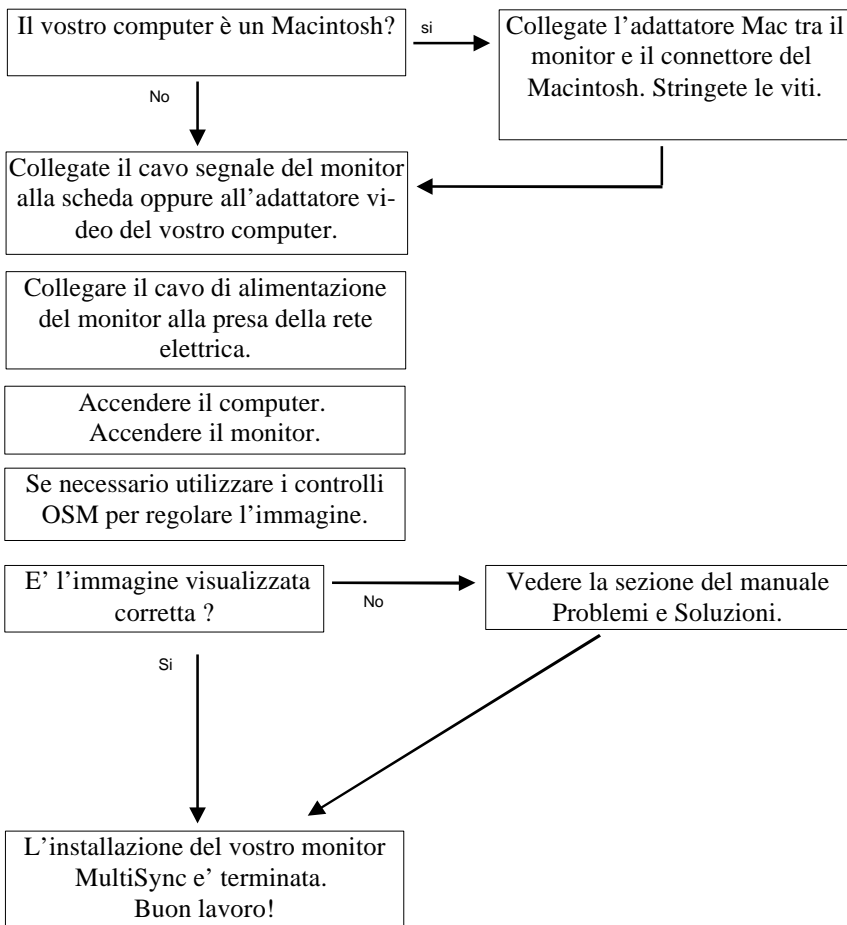 Il vostro computer è un Macintosh?
si
Collegate l’adattatore Mac tra il
monitor e il connettore del
Macintosh. Stringete le viti.
No
Collegate il cavo segnale del monitor
alla scheda oppure all’adattatore vi-
deo del vostro computer.
Collegare il cavo di alimentazione
del monitor alla presa della rete
elettrica.
Accendere il computer.
Accendere il monitor.
Se necessario utilizzare i controlli
OSM per regolare l’immagine.
E’ l’immagine visualizzata
corretta ?
No
Vedere la sezione del manuale
Problemi e Soluzioni.
Si
L’installazione del vostro monitor
MultiSync e’ terminata.
Buon lavoro!